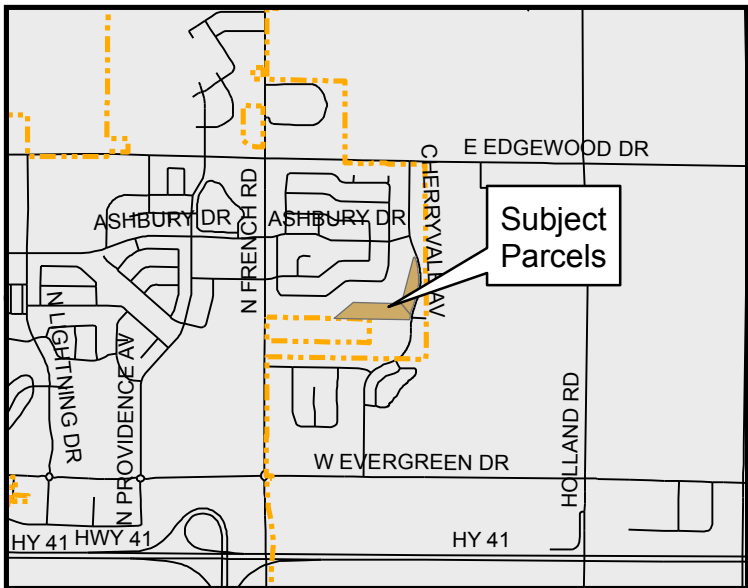 E EDGEWOOD DR
CHERRYVALE AV
N FRENCH RD
ASHBURY DR
ASHBURY DR
Subject
Parcels
N LIGHTNING DR
N PROVIDENCE AV
HOLLAND RD
W EVERGREEN DR
HY 41
HWY 41
HY 41